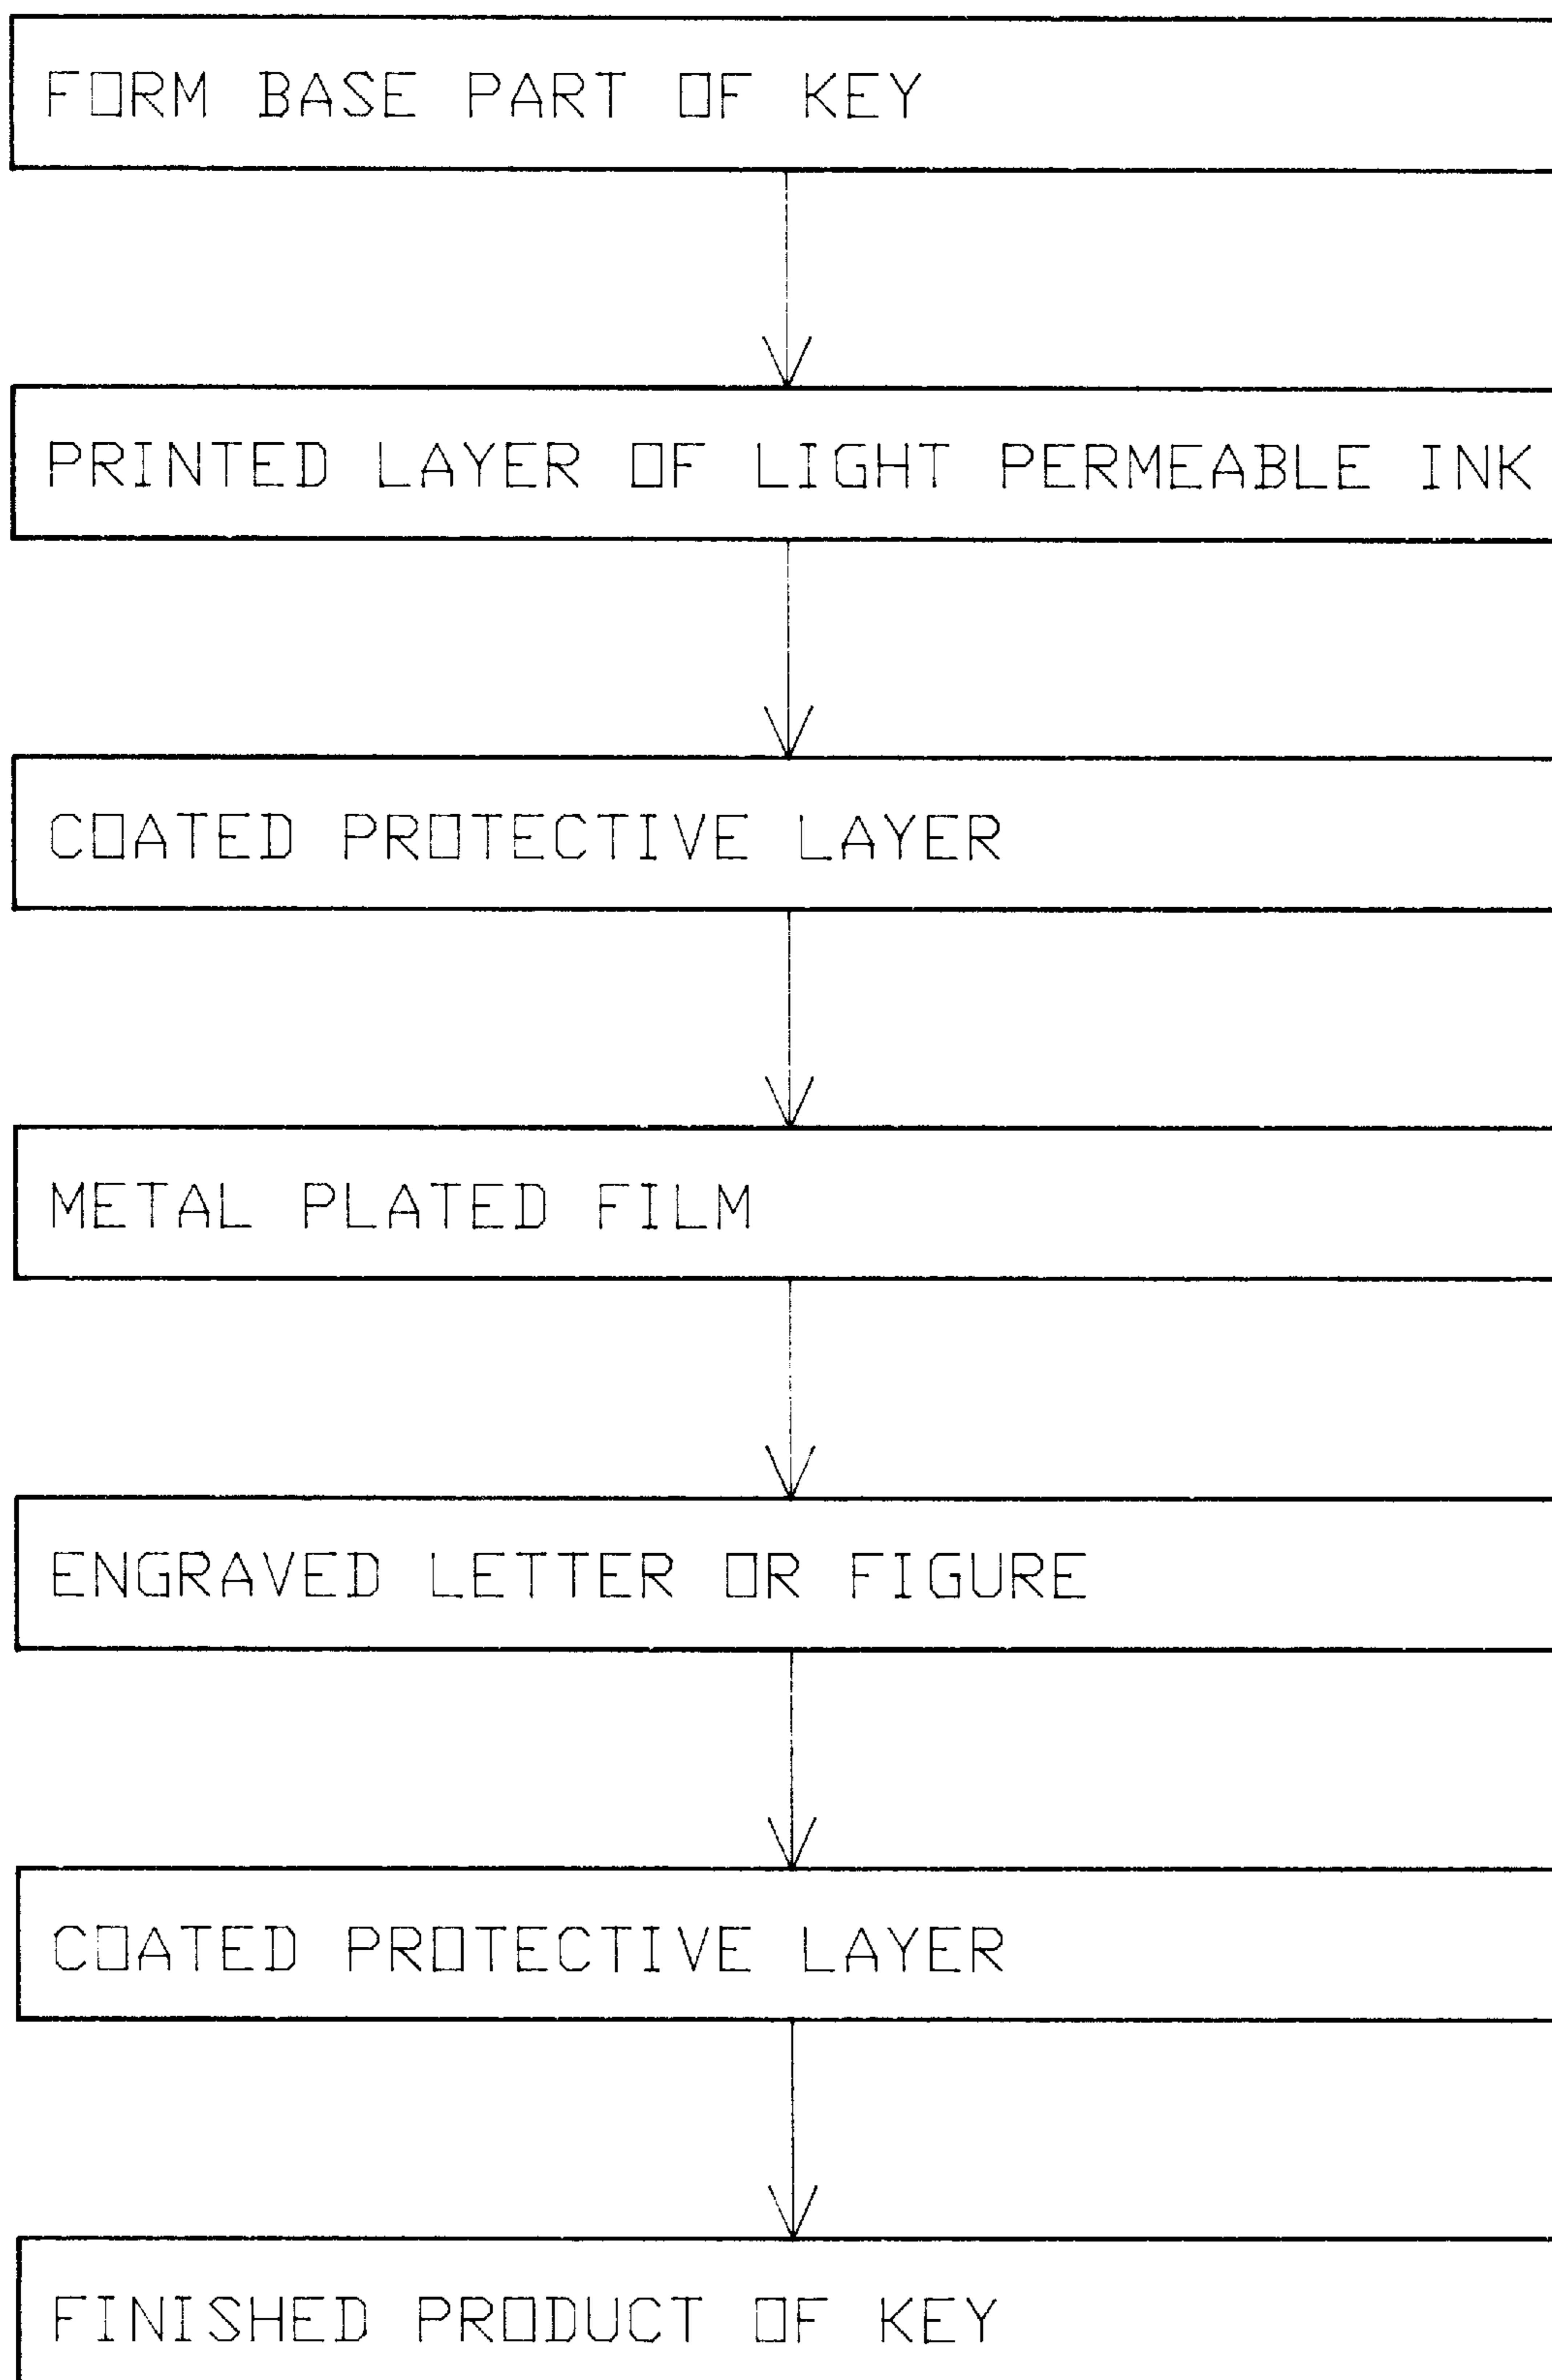 FORM BASE PART OF KEY
PRINTED LAYER OF LIGHT PERMEABLE INK
COATED PROTECTIVE LAYER
METAL PLATED FILM
ENGRAVED LETTER OR FIGURE
COATED PROTECTIVE LAYER
FINISHED PRODUCT OF KEY